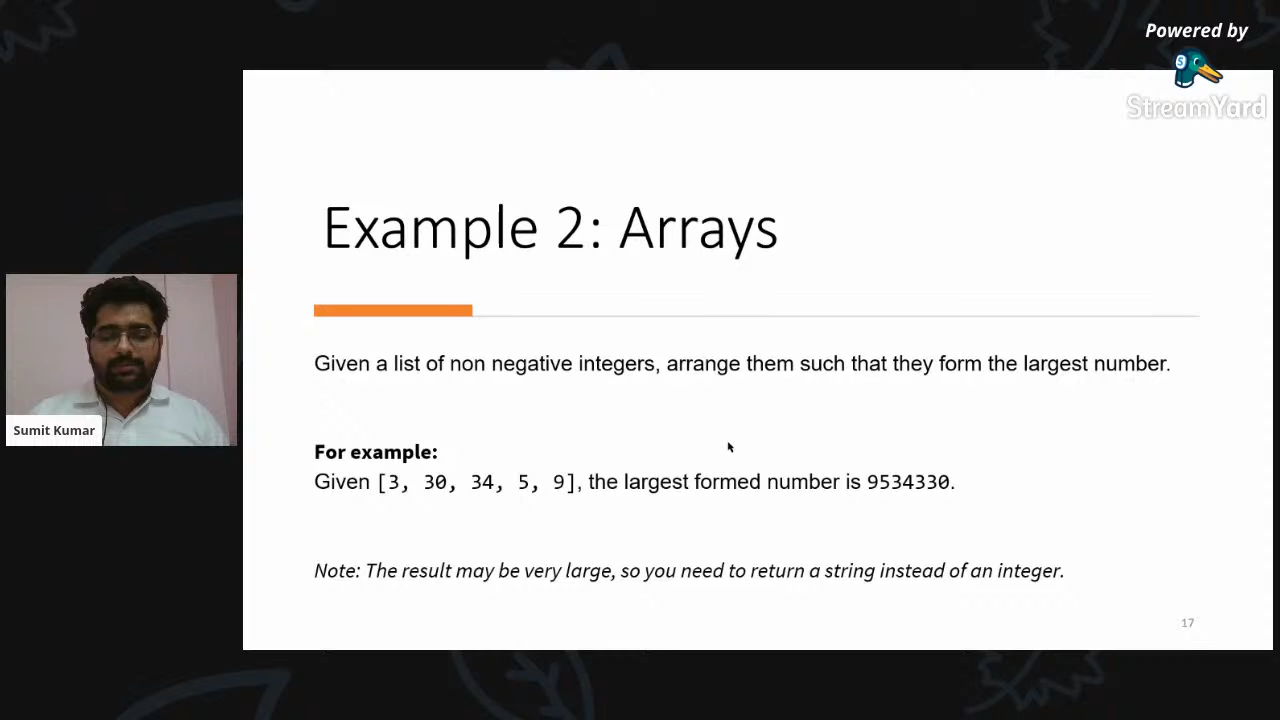 Powered by
StreamYard
Example 2: Arrays
Given a list of non negative integers, arrange them such that they form the largest number.
Sumit Kumar
For example:
Given [3, 30, 34, 5, 9], the largest formed number is 9534330.
Note: The result may be very large, so you need to return a string instead of an integer.
17